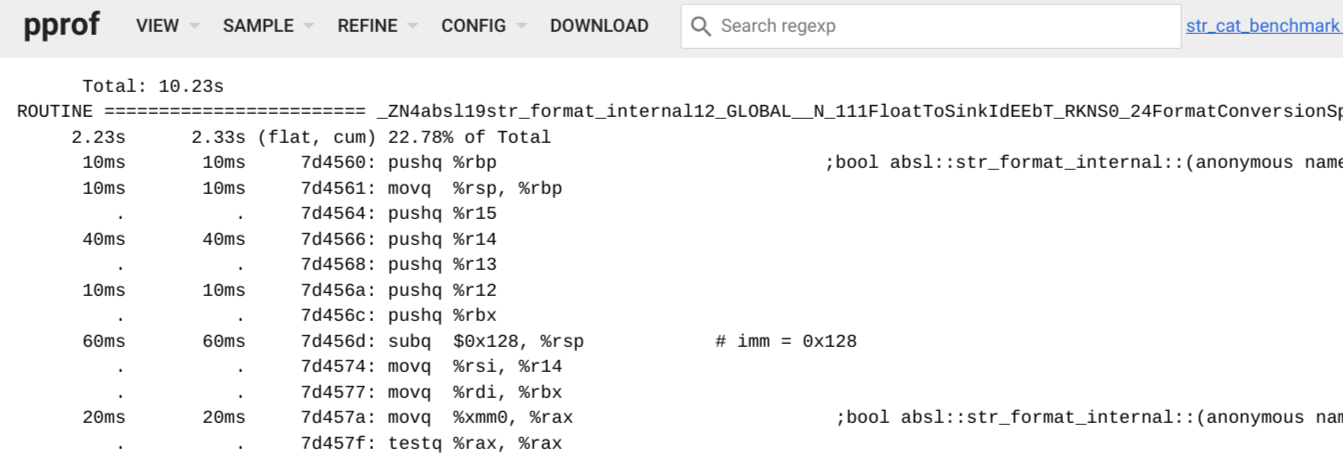 pprof VIEW SAMPLE REFINE CONFIG DOWNLOAD Search regexp str_cat_benchmark
Total: 10.23s
ROUTINE ======================== _ZN4absl19str_format_internal12_GLOBAL__N_111FloatToSinkIdEEbT_RKNS0_24FormatConversionSp
2.23s 2.33s (flat, cum) 22.78% of Total
10ms 10ms 7d4560: pushq %rbp ;bool absl::str_format_internal::(anonymous name
10ms 10ms 7d4561: movq %rsp, %rbp
. . 7d4564: pushq %r15
40ms 40ms 7d4566: pushq %r14
. . 7d4568: pushq %r13
10ms 10ms 7d456a: pushq %r12
. . 7d456c: pushq %rbx
60ms 60ms 7d456d: subq $0x128, %rsp # imm = 0x128
. . 7d4574: movq %rsi, %r14
. . 7d4577: movq %rdi, %rbx
20ms 20ms 7d457a: movq %xmm0, %rax ;bool absl::str_format_internal::(anonymous nam
. . 7d457f: testq %rax, %rax